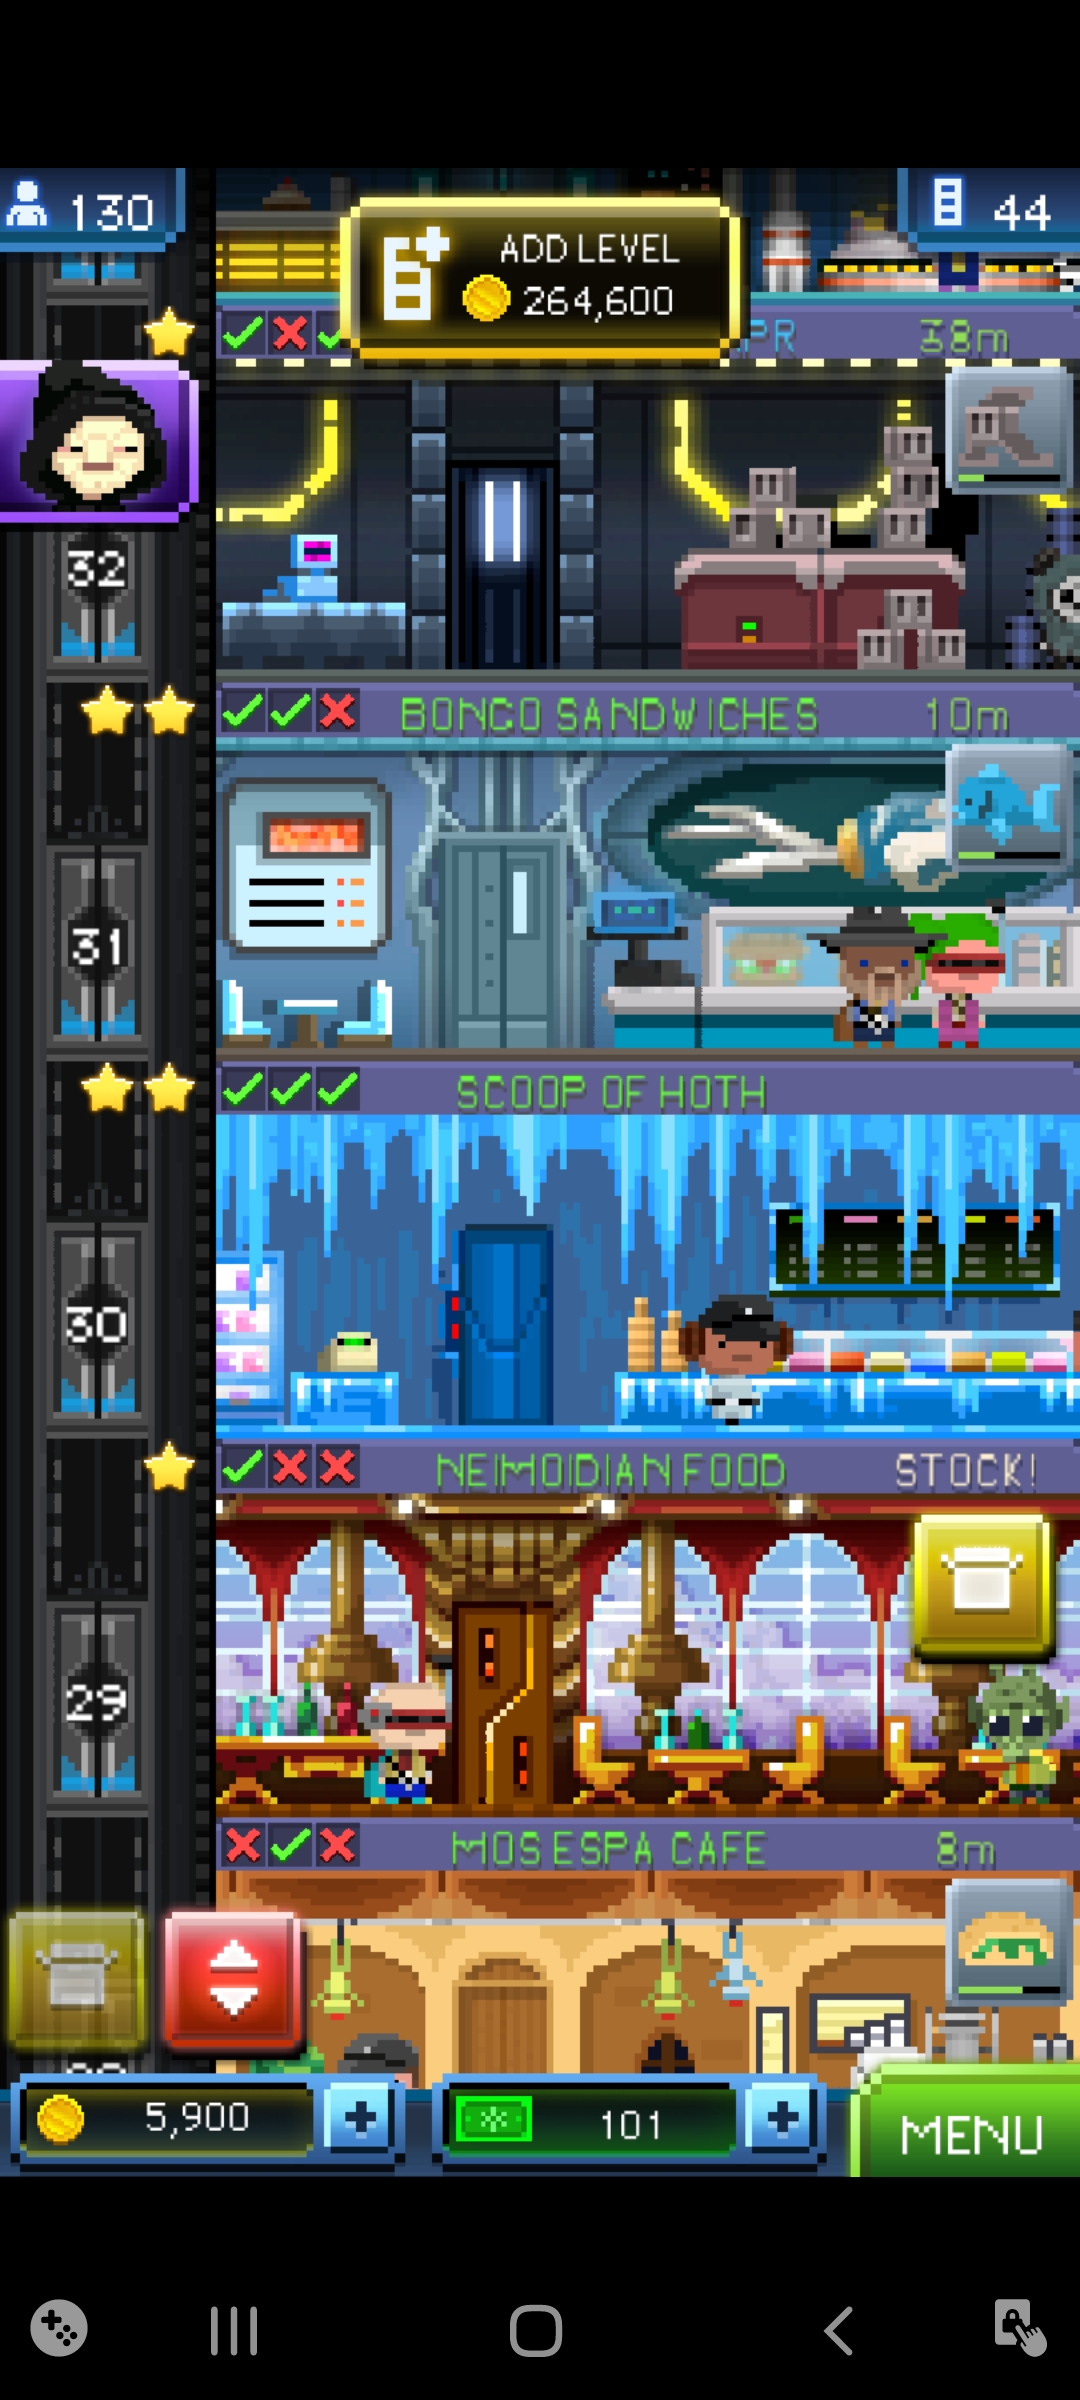 130
44
ADD LEVEL
264,600
PR 38m
32
BONGO SANDWICHES 10m
31
SCOOP OF HOTH
30
NEIMOIDIAN FOOD STOCK!
29
MOS ESPA CAFE 8m
5,900
101
MENU